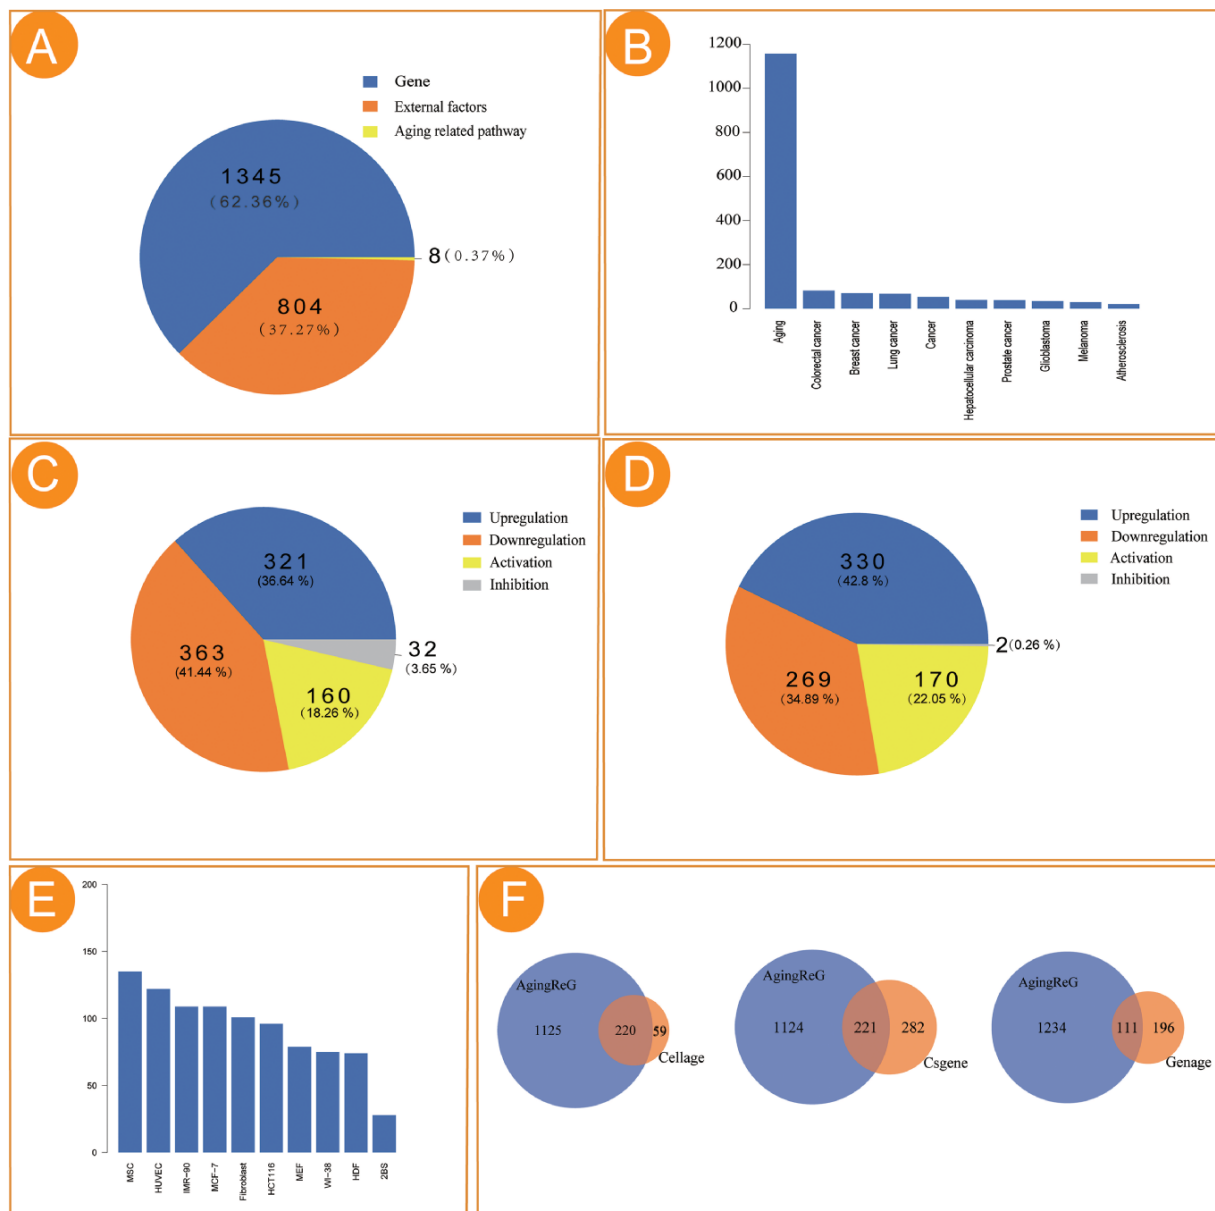 A
Gene
External factors
Aging related pathway
1345
(62.36%)
8(0.37%)
804
(37.27%)
B
1200
1000
800
600
400
200
0
Aging
Colorectal cancer
Breast cancer
Lung cancer
Cancer
Hepatocellular carcinoma
Prostate cancer
Glioblastoma
Melanoma
Atherosclerosis
C
Upregulation
Downregulation
Activation
Inhibition
321
(36.64 %)
363
(41.44 %)
32
(3.65 %)
160
(18.26 %)
D
Upregulation
Downregulation
Activation
Inhibition
330
(42.8 %)
2(0.26 %)
269
(34.89 %)
170
(22.05 %)
E
200
150
100
50
0
MSC
HUVEC
IMR-90
MCF-7
Fibroblast
HCT116
MEF
WI-38
HDF
2BS
F
AgingReG
1125
220
59
Cellage
AgingReG
1124
221
282
Csgene
AgingReG
1234
111
196
Genage